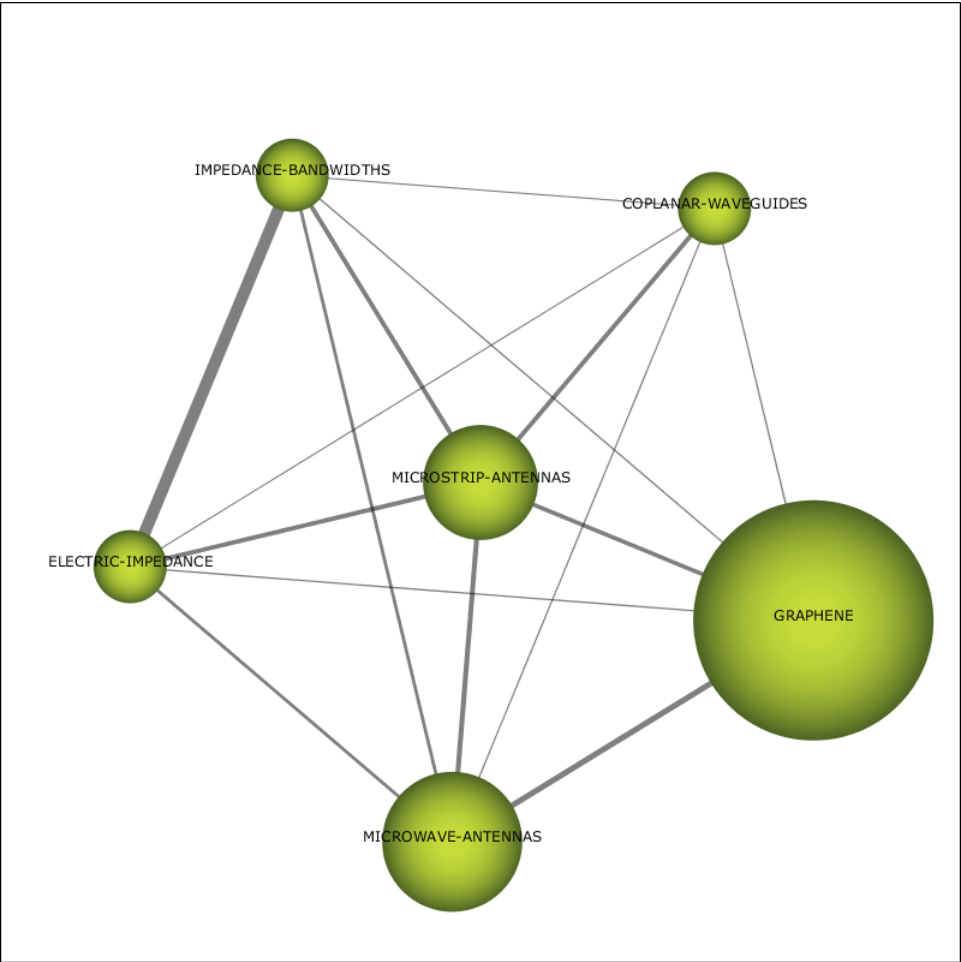 IMPEDANCE-BANDWIDTHS
COPLANAR-WAVEGUIDES
MICROSTRIP-ANTENNAS
ELECTRIC-IMPEDANCE
GRAPHENE
MICROWAVE-ANTENNAS